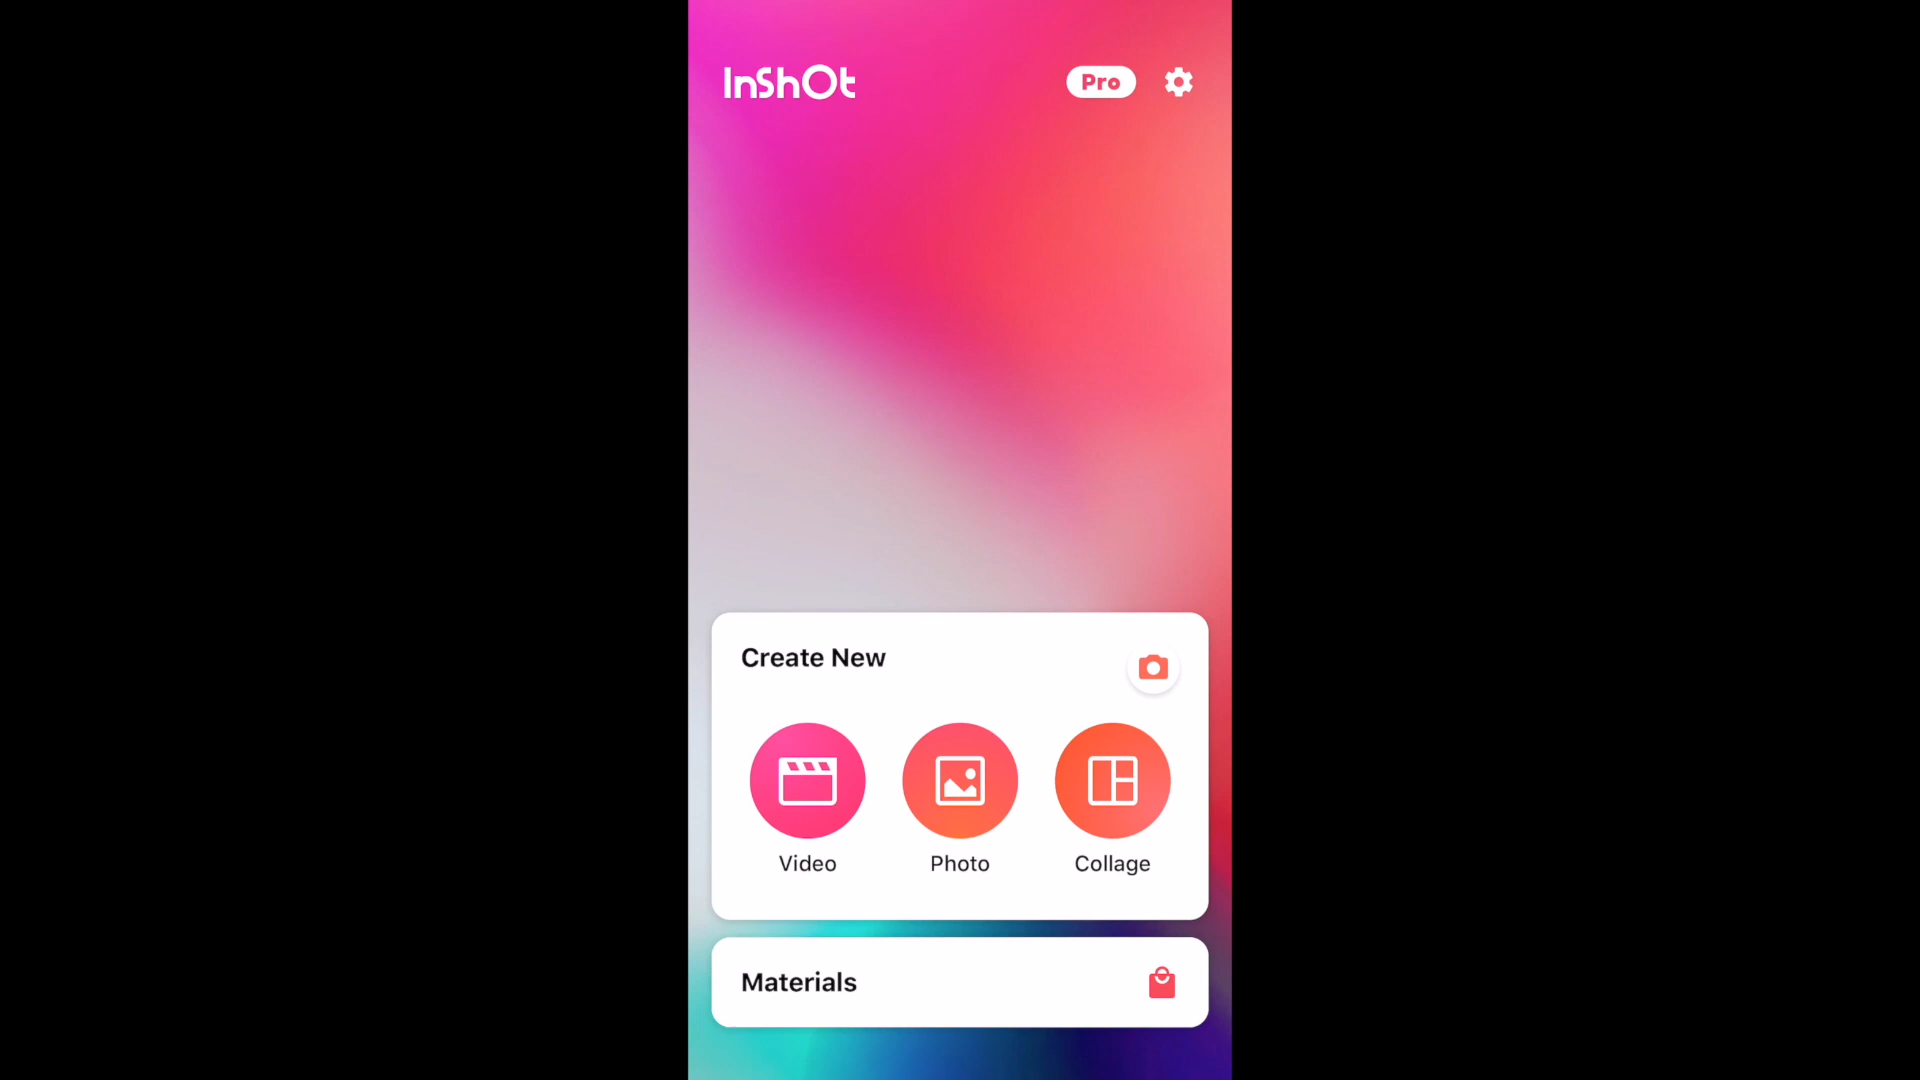 InShOt
Pro
Create New
Video
Photo
Collage
Materials